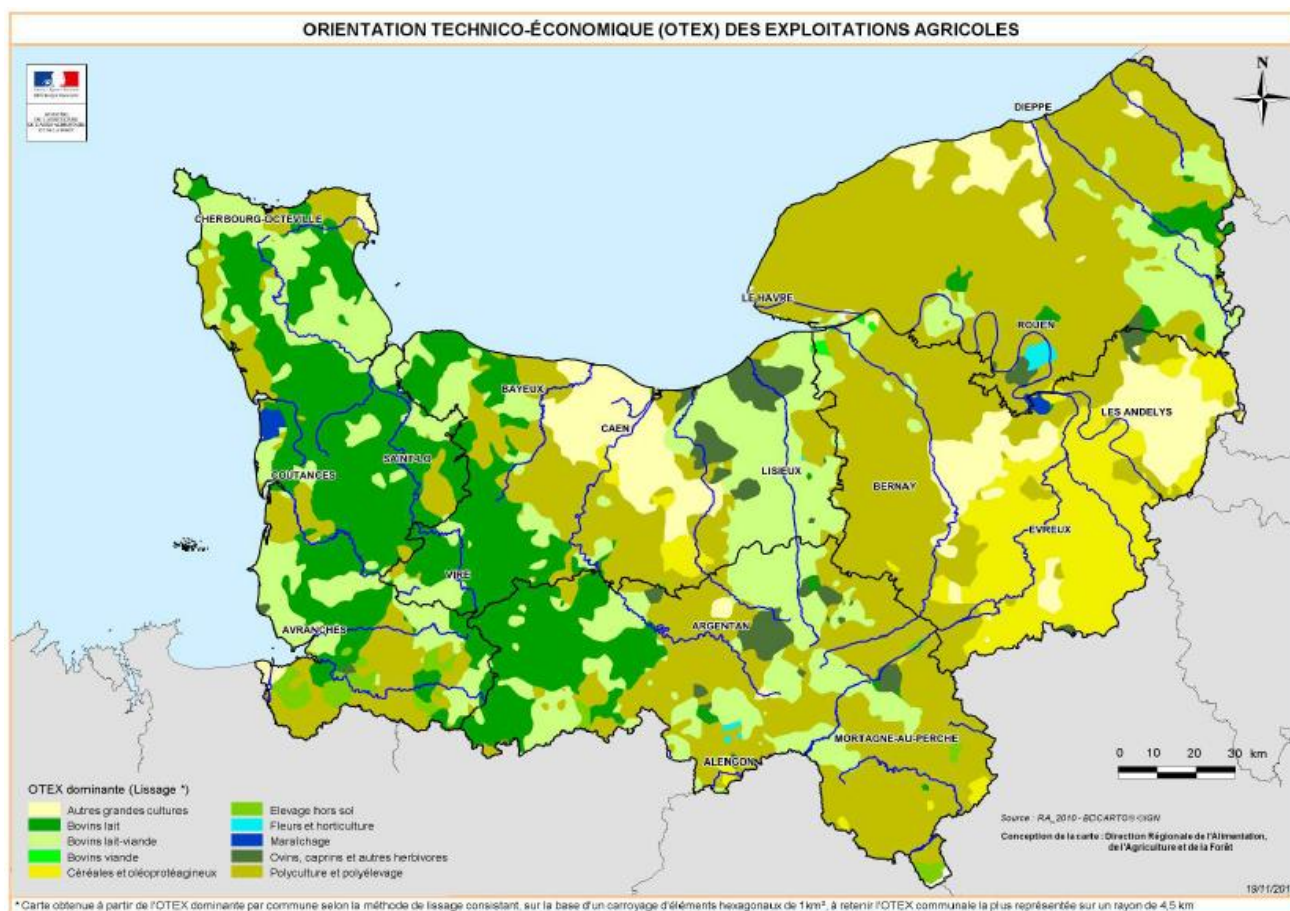 ORIENTATION TECHNICO-ÉCONOMIQUE (OTEX) DES EXPLOITATIONS AGRICOLES
N
DIEPPE
CHERBOURG-OCTEVILLE
LE HAVRE
ROUEN
BAYEUX
CAEN
LES ANDELYS
COUTANCES
SAINT-LO
LISIEUX
BERNAY
EVREUX
VIRE
AVRANCHES
ARGENTAN
MORTAGNE-AU-PERCHE
ALENÇON
0 10 20 30 km
OTEX dominante (Lissage *)
Autres grandes cultures
Bovins lait
Bovins lait-viande
Bovins viande
Céréales et oléoprotéagineux
Elevage hors sol
Fleurs et horticulture
Maraîchage
Ovins, caprins et autres herbivores
Polyculture et polyélevage
Source : RA_2010 - BDCARTO® ©IGN
Conception de la carte : Direction Régionale de l'Alimentation,
de l'Agriculture et de la Forêt
19/11/201
* Carte obtenue à partir de l'OTEX dominante par commune selon la méthode de lissage consistant, sur la base d'un carroyage d'éléments hexagonaux de 1km², à retenir l'OTEX communale la plus représentée sur un rayon de 4,5 km